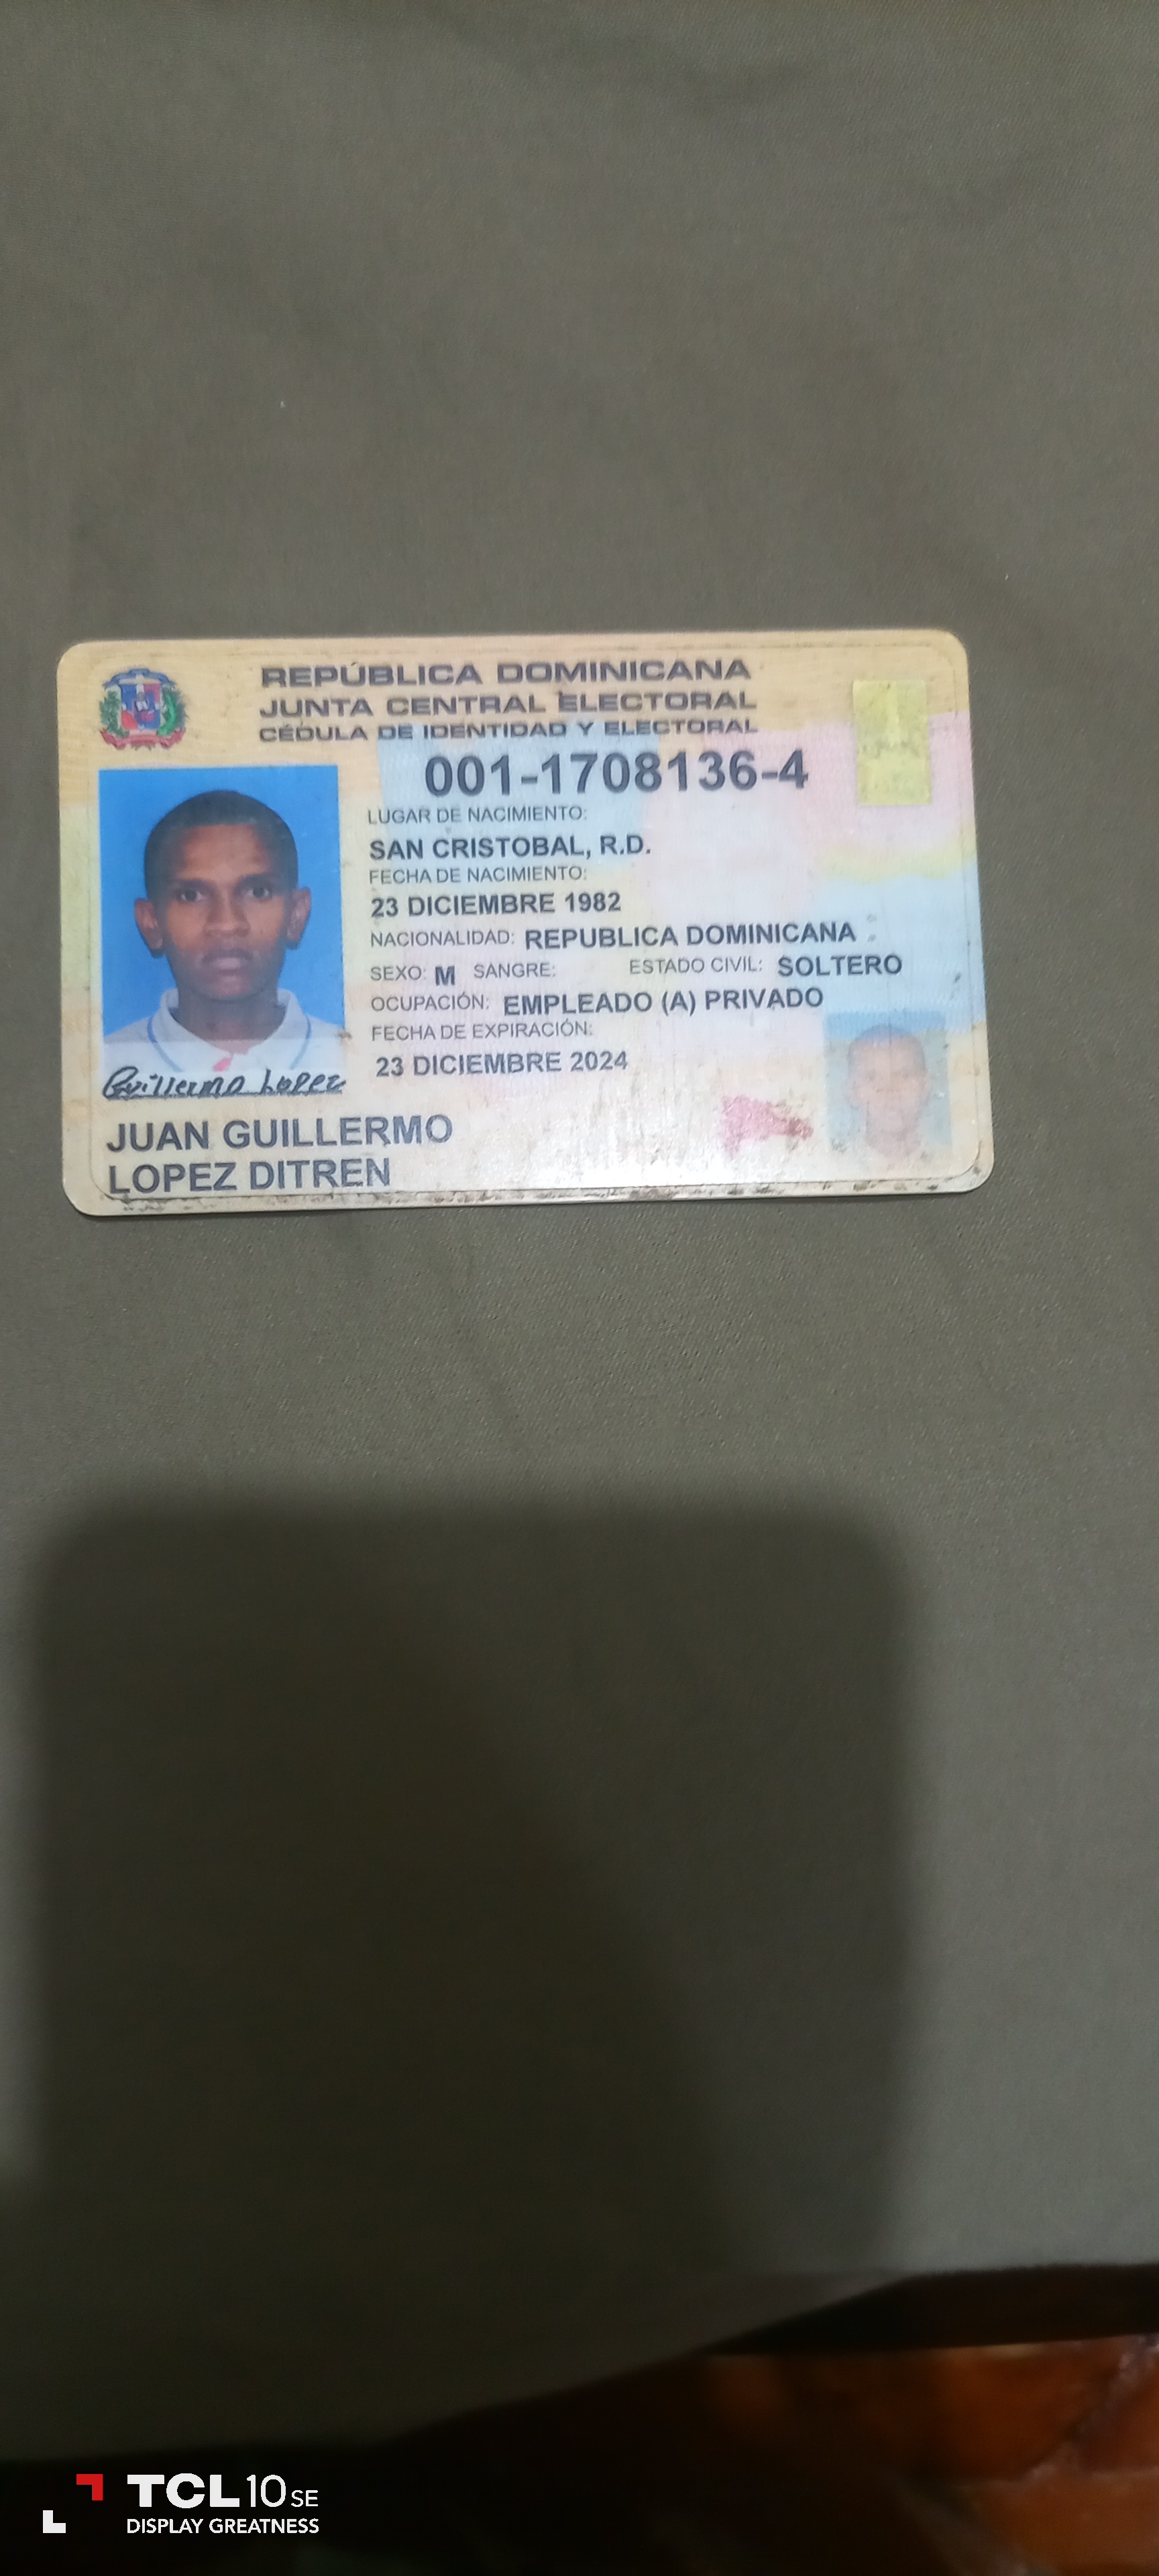 REPÚBLICA DOMINICANA
JUNTA CENTRAL ELECTORAL
CÉDULA DE IDENTIDAD Y ELECTORAL
001-1708136-4
LUGAR DE NACIMIENTO:
SAN CRISTOBAL, R.D.
FECHA DE NACIMIENTO:
23 DICIEMBRE 1982
NACIONALIDAD: REPUBLICA DOMINICANA
SEXO: M SANGRE: ESTADO CIVIL: SOLTERO
OCUPACIÓN: EMPLEADO (A) PRIVADO
FECHA DE EXPIRACIÓN:
23 DICIEMBRE 2024
Guillermo Lopez
JUAN GUILLERMO
LOPEZ DITREN
TCL 10 SE
DISPLAY GREATNESS